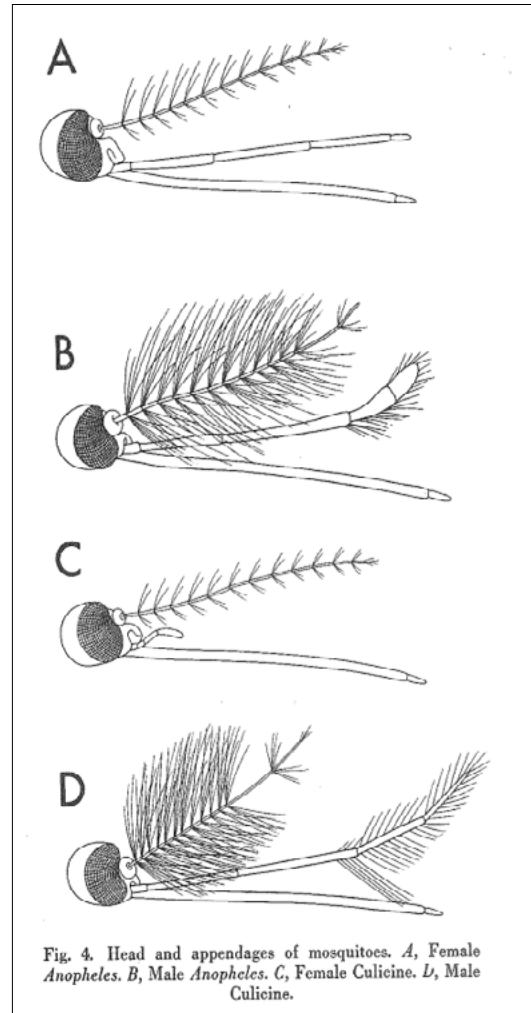 A
B
C
D
Fig. 4. Head and appendages of mosquitoes. A, Female
Anopheles. B, Male Anopheles. C, Female Culicine. D, Male
Culicine.